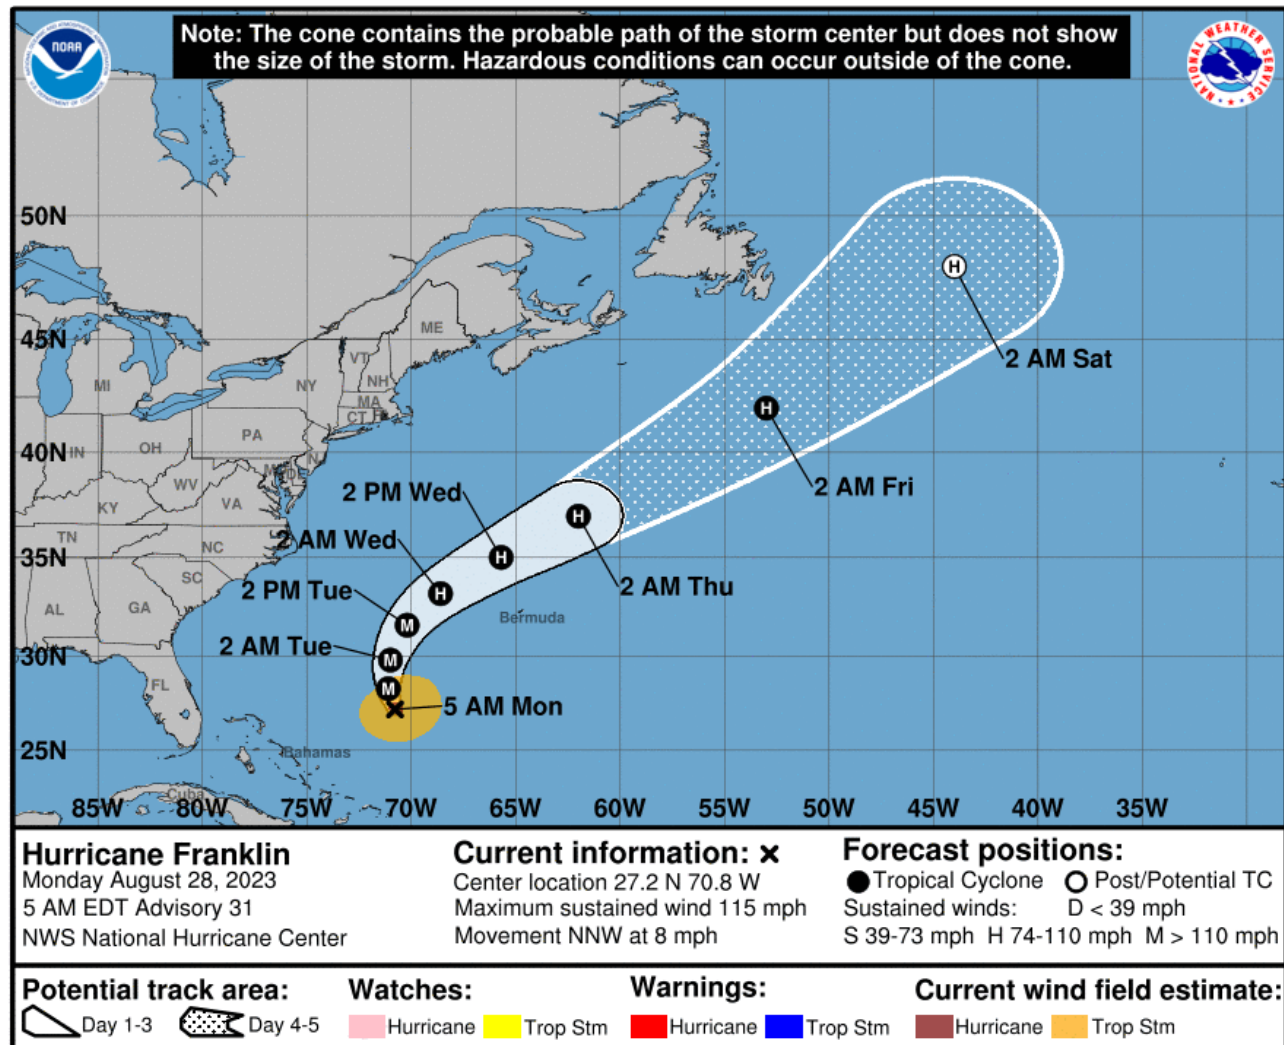 Note: The cone contains the probable path of the storm center but does not show
the size of the storm. Hazardous conditions can occur outside of the cone.
NOAA
NATIONAL WEATHER SERVICE
50N
45N
40N
35N
30N
25N
ME
VT
NH
MI
NY
MA
CT
PA
IN
OH
WV
VA
KY
TN
NC
SC
AL
GA
FL
Bermuda
Bahamas
Cuba
2 AM Sat
2 AM Fri
2 PM Wed
2 AM Wed
2 AM Thu
2 PM Tue
2 AM Tue
5 AM Mon
H
H
H
H
H
M
M
M
85W 80W 75W 70W 65W 60W 55W 50W 45W 40W 35W
Hurricane Franklin
Monday August 28, 2023
5 AM EDT Advisory 31
NWS National Hurricane Center
Current information: ×
Center location 27.2 N 70.8 W
Maximum sustained wind 115 mph
Movement NNW at 8 mph
Forecast positions:
Tropical Cyclone Post/Potential TC
Sustained winds: D < 39 mph
S 39-73 mph H 74-110 mph M > 110 mph
Potential track area:
Day 1-3 Day 4-5
Watches:
Hurricane Trop Stm
Warnings:
Hurricane Trop Stm
Current wind field estimate:
Hurricane Trop Stm